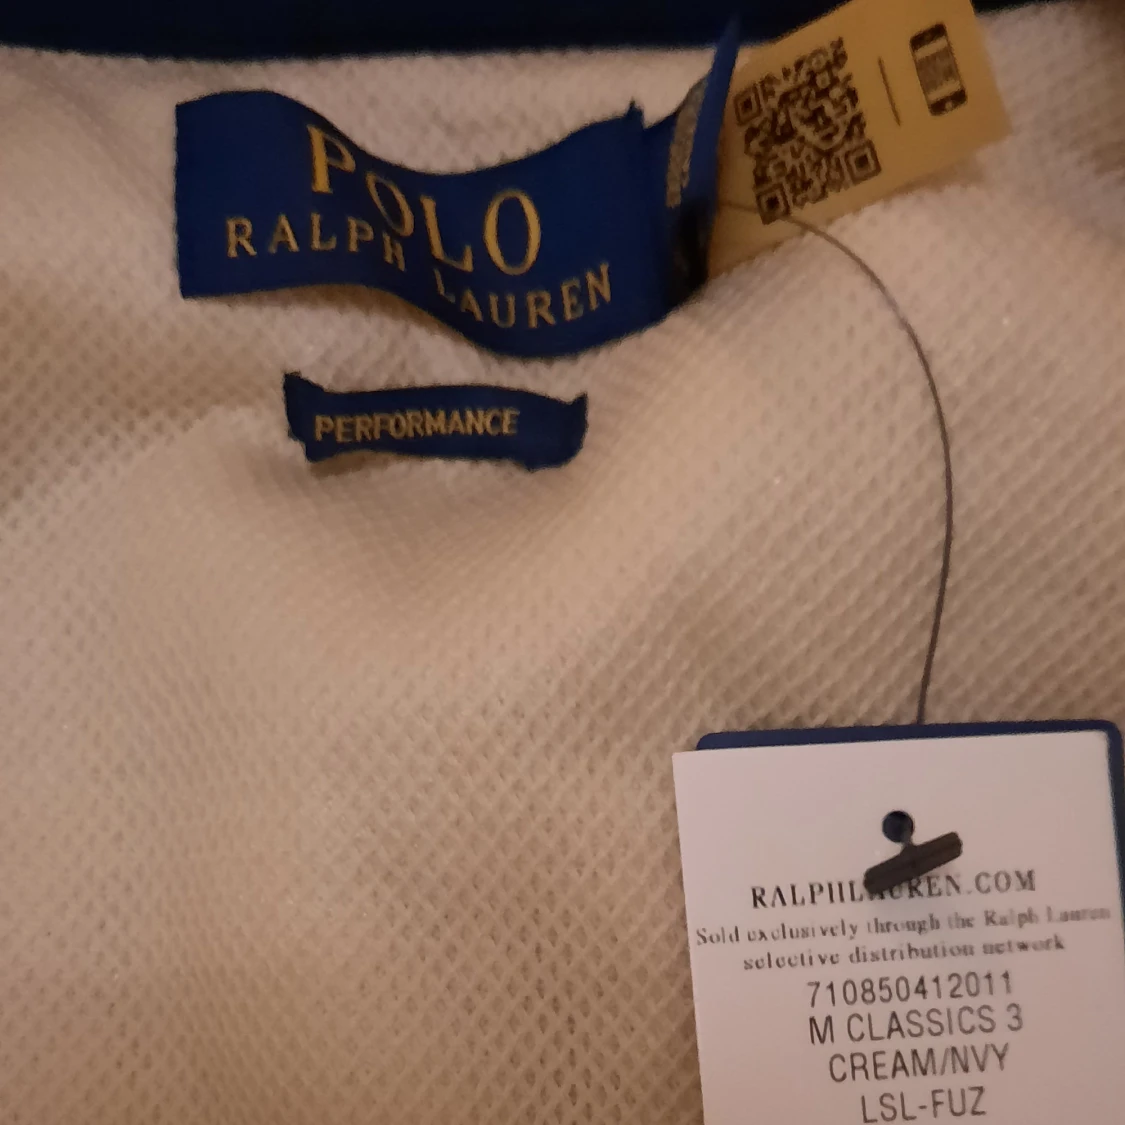 POLO
RALPH LAUREN
PERFORMANCE
RALPHLAUREN.COM
Sold exclusively through the Ralph Lauren
selective distribution network
710850412011
M CLASSICS 3
CREAM/NVY
LSL-FUZ